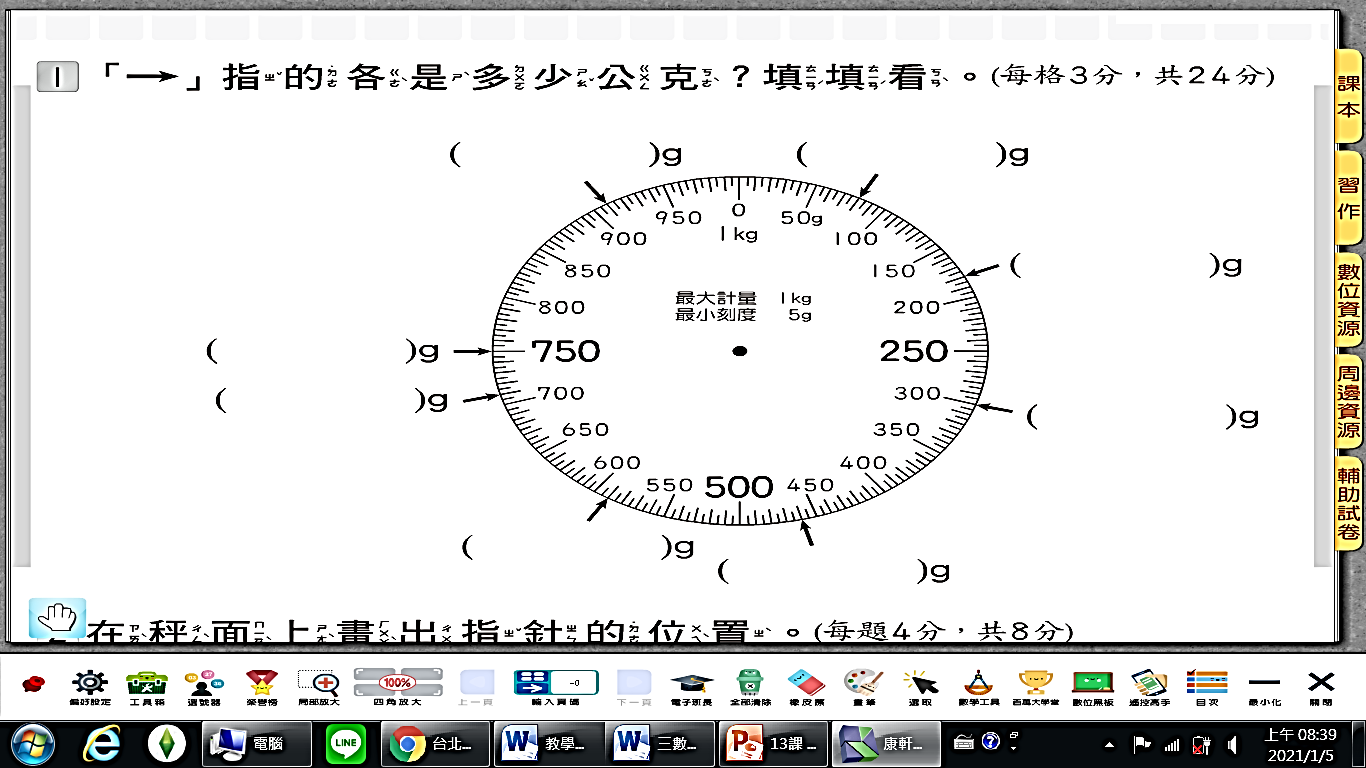 1 「→」指的各是多少公克？填填看。(每格3分，共24分)
(　　)g (　　)g
0
1kg
50g
100
150
200
250
300
350
400
450
500
550
600
650
700
750
800
850
900
950
最大計量 1kg
最小刻度 5g
(　　)g
(　　)g
(　　)g
(　　)g
(　　)g
(　　)g
在秤面上畫出指針的位置。(每題4分，共8分)
課本
習作
數位資源
周邊資源
輔助試卷
偏好設定 工具箱 選號器 榮譽榜 局部放大 100% 四角放大 上一頁 輸入頁碼 下一頁 電子班長 全部清除 橡皮擦 畫筆 選取 數學工具 百萬大學堂 數位黑板 遙控高手 目次 最小化 關閉
電腦 LINE 台北... 教學... 三數... 13課... 康軒...
上午 08:39
2021/1/5